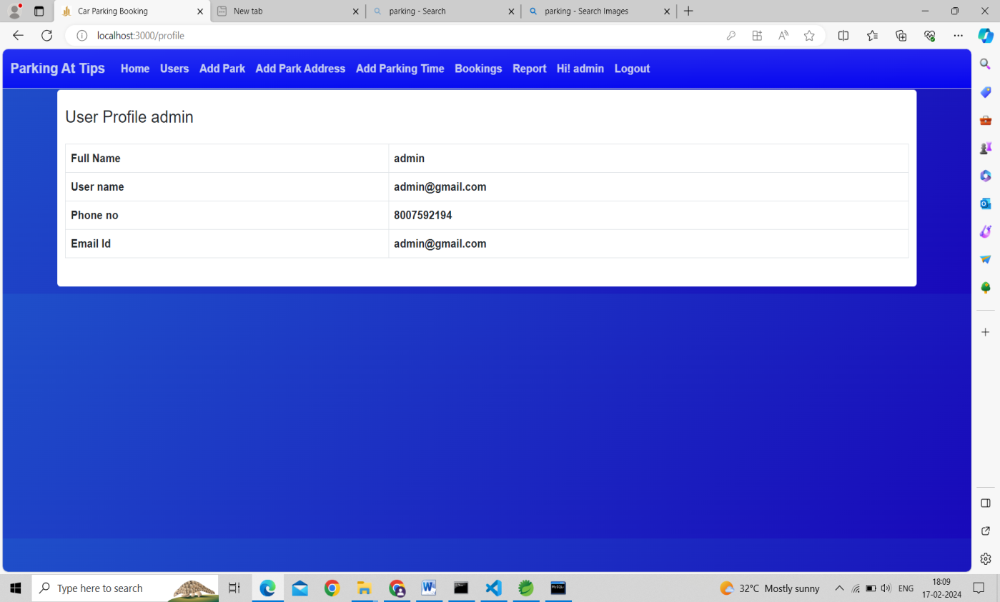 Car Parking Booking
New tab
parking - Search
parking - Search Images
localhost:3000/profile
Parking At Tips Home Users Add Park Add Park Address Add Parking Time Bookings Report Hi! admin Logout
User Profile admin
Full Name admin
User name admin@gmail.com
Phone no 8007592194
Email Id admin@gmail.com
Type here to search
32°C Mostly sunny
ENG
18:09
17-02-2024